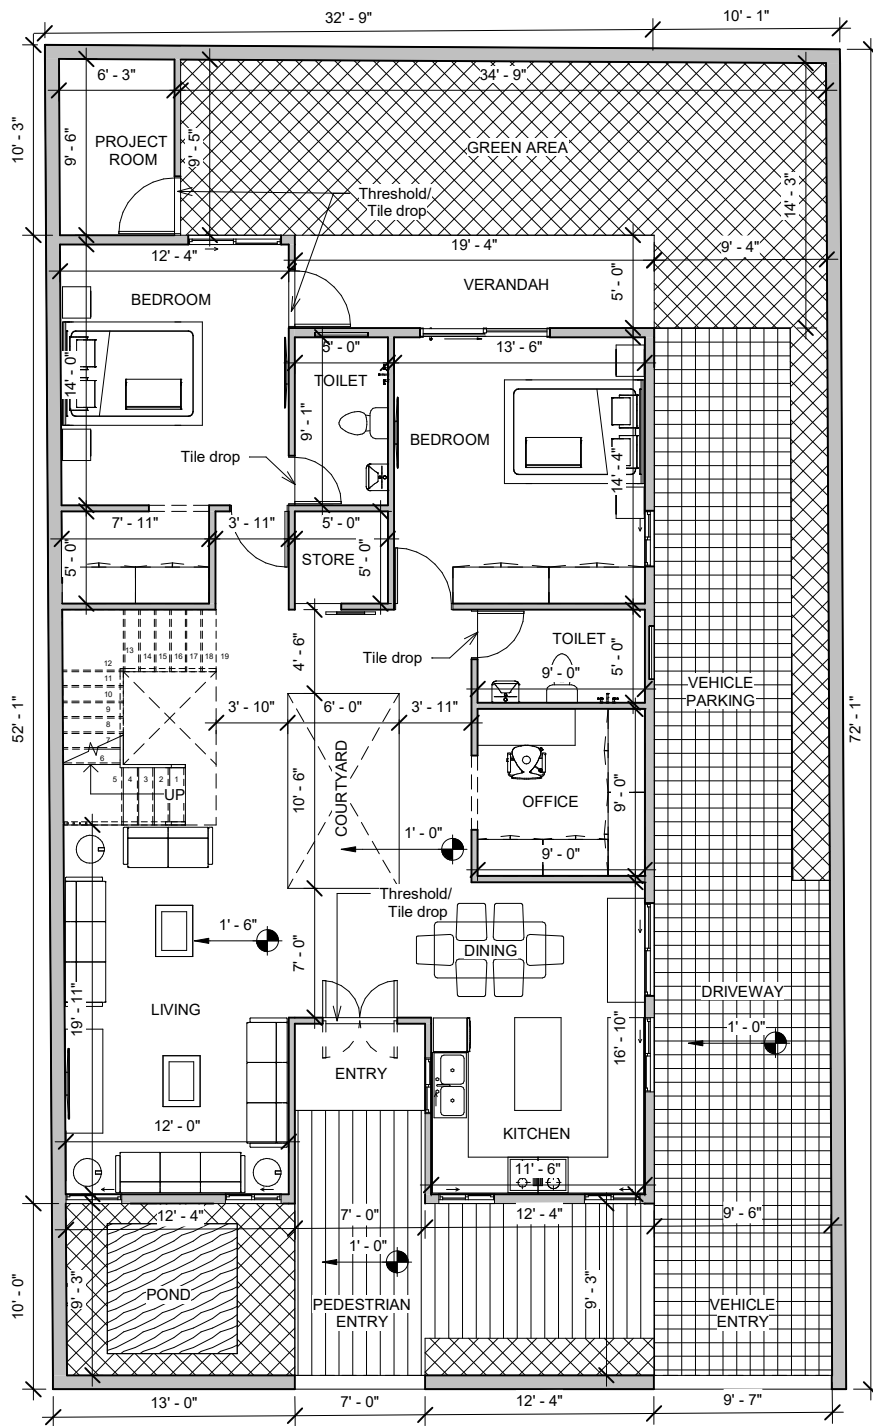 32' - 9"
10' - 1"
6' - 3"
34' - 9"
10' - 3"
9' - 6"
PROJECT
ROOM
9' - 5"
GREEN AREA
14' - 3"
Threshold/
Tile drop
12' - 4"
19' - 4"
9' - 4"
BEDROOM
VERANDAH
5' - 0"
5' - 0"
13' - 6"
14' - 0"
TOILET
9' - 1"
BEDROOM
Tile drop
14' - 4"
7' - 11"
3' - 11"
5' - 0"
5' - 0"
STORE
5' - 0"
4' - 6"
Tile drop
TOILET
9' - 0"
5' - 0"
13
14
15
16
17
18
19
12
11
10
9
8
7
6
5
4
3
2
1
UP
3' - 10"
6' - 0"
3' - 11"
VEHICLE
PARKING
52' - 1"
72' - 1"
10' - 6"
COURTYARD
OFFICE
9' - 0"
1' - 0"
9' - 0"
Threshold/
Tile drop
1' - 6"
7' - 0"
DINING
LIVING
19' - 11"
DRIVEWAY
1' - 0"
16' - 10"
ENTRY
12' - 0"
KITCHEN
11' - 6"
12' - 4"
7' - 0"
12' - 4"
9' - 6"
1' - 0"
10' - 0"
9' - 3"
POND
PEDESTRIAN
ENTRY
9' - 3"
VEHICLE
ENTRY
13' - 0"
7' - 0"
12' - 4"
9' - 7"